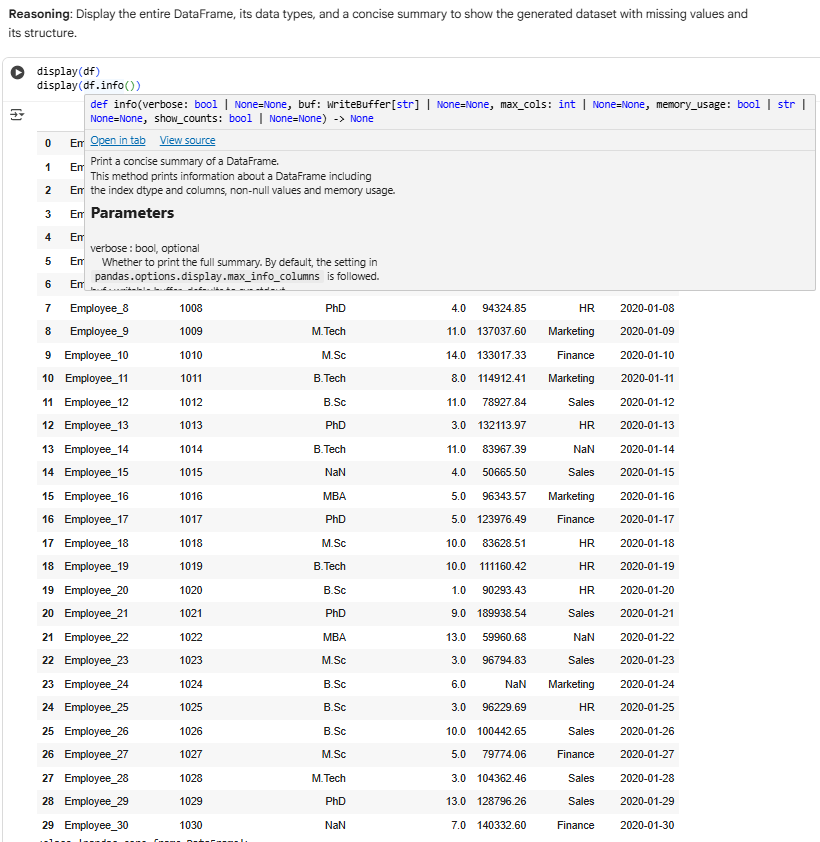 Reasoning: Display the entire DataFrame, its data types, and a concise summary to show the generated dataset with missing values and
its structure.
display(df)
display(df.info())
def info(verbose: bool | None=None, buf: WriteBuffer[str] | None=None, max_cols: int | None=None, memory_usage: bool | str |
None=None, show_counts: bool | None=None) -> None
Open in tab View source
Print a concise summary of a DataFrame.
This method prints information about a DataFrame including
the index dtype and columns, non-null values and memory usage.
Parameters
verbose : bool, optional
Whether to print the full summary. By default, the setting in
pandas.options.display.max_info_columns is followed.
0 Em
1 Em
2 Em
3 Em
4 Em
5 Em
6 Em
7 Employee_8 1008 PhD 4.0 94324.85 HR 2020-01-08
8 Employee_9 1009 M.Tech 11.0 137037.60 Marketing 2020-01-09
9 Employee_10 1010 M.Sc 14.0 133017.33 Finance 2020-01-10
10 Employee_11 1011 B.Tech 8.0 114912.41 Marketing 2020-01-11
11 Employee_12 1012 B.Sc 11.0 78927.84 Sales 2020-01-12
12 Employee_13 1013 PhD 3.0 132113.97 HR 2020-01-13
13 Employee_14 1014 B.Tech 11.0 83967.39 NaN 2020-01-14
14 Employee_15 1015 NaN 4.0 50665.50 Sales 2020-01-15
15 Employee_16 1016 MBA 5.0 96343.57 Marketing 2020-01-16
16 Employee_17 1017 PhD 5.0 123976.49 Finance 2020-01-17
17 Employee_18 1018 M.Sc 10.0 83628.51 HR 2020-01-18
18 Employee_19 1019 B.Tech 10.0 111160.42 HR 2020-01-19
19 Employee_20 1020 B.Sc 1.0 90293.43 HR 2020-01-20
20 Employee_21 1021 PhD 9.0 189938.54 Sales 2020-01-21
21 Employee_22 1022 MBA 13.0 59960.68 NaN 2020-01-22
22 Employee_23 1023 M.Sc 3.0 96794.83 Sales 2020-01-23
23 Employee_24 1024 B.Sc 6.0 NaN Marketing 2020-01-24
24 Employee_25 1025 B.Sc 3.0 96229.69 HR 2020-01-25
25 Employee_26 1026 B.Sc 10.0 100442.65 Sales 2020-01-26
26 Employee_27 1027 M.Sc 5.0 79774.06 Finance 2020-01-27
27 Employee_28 1028 M.Tech 3.0 104362.46 Sales 2020-01-28
28 Employee_29 1029 PhD 13.0 128796.26 Sales 2020-01-29
29 Employee_30 1030 NaN 7.0 140332.60 Finance 2020-01-30